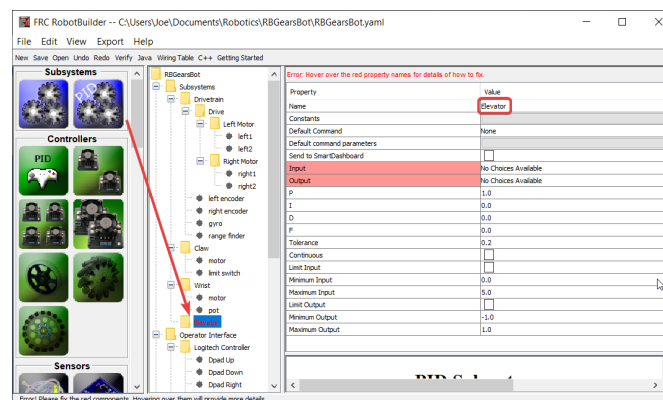 FRC RobotBuilder -- C:\Users\Joe\Documents\Robotics\RBGearsBot\RBGearsBot.yaml
File Edit View Export Help
New Save Open Undo Redo Verify Java Wiring Table C++ Getting Started
Subsystems
PID
Controllers
PID
Sensors
RBGearsBot
Subsystems
Drivetrain
Drive
Left Motor
left1
left2
Right Motor
right1
right2
left encoder
right encoder
gyro
range finder
Claw
motor
limit switch
Wrist
motor
pot
Elevator
Operator Interface
Logitech Controller
Dpad Up
Dpad Down
Dpad Right
Error: Hover over the red property names for details of how to fix.
Property Value
Name Elevator
Constants
Default Command None
Default command parameters
Send to SmartDashboard
Input No Choices Available
Output No Choices Available
P 1.0
I 0.0
D 0.0
F 0.0
Tolerance 0.2
Continuous
Limit Input
Minimum Input 0.0
Maximum Input 5.0
Limit Output
Minimum Output -1.0
Maximum Output 1.0
Error! Please fix the red components. Hovering over them will provide more details.